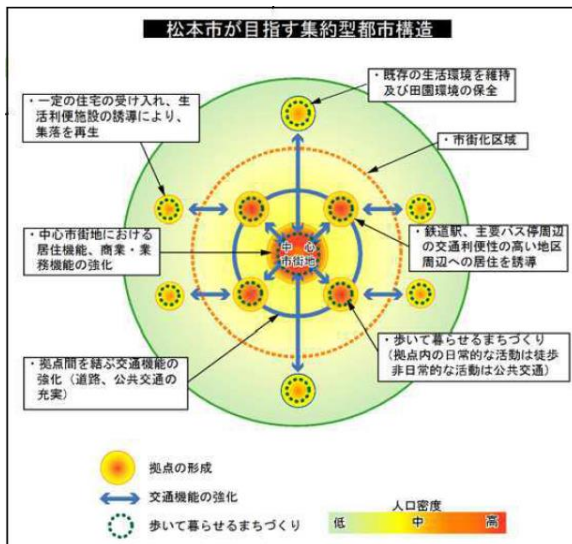 松本市が目指す集約型都市構造
・既存の生活環境を維持
及び田園環境の保全
・一定の住宅の受け入れ、生
活利便施設の誘導により、
集落を再生
・市街化区域
・中心市街地における
居住機能、商業・業
務機能の強化
中心
市街地
・鉄道駅、主要バス停周辺
の交通利便性の高い地区
周辺への居住を誘導
・拠点間を結ぶ交通機能の
強化（道路、公共交通の
充実）
・歩いて暮らせるまちづくり
（拠点内の日常的な活動は徒歩
非日常的な活動は公共交通）
拠点の形成
交通機能の強化
歩いて暮らせるまちづくり
人口密度
低 中 高